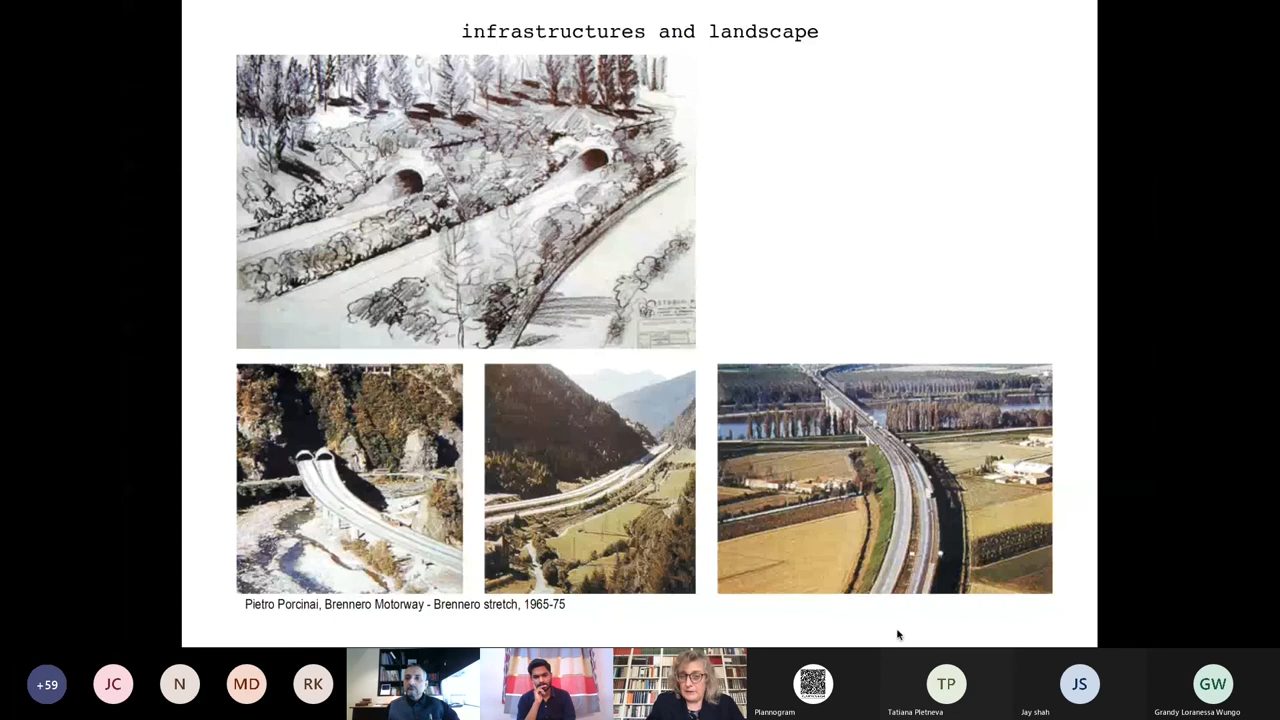 infrastructures and landscape
Pietro Porcinai, Brennero Motorway - Brennero stretch, 1965-75
+59
JC
N
MD
RK
Plannogram
TP
Tatiana Pletneva
JS
Jay shah
GW
Grandy Loranessa Wungo